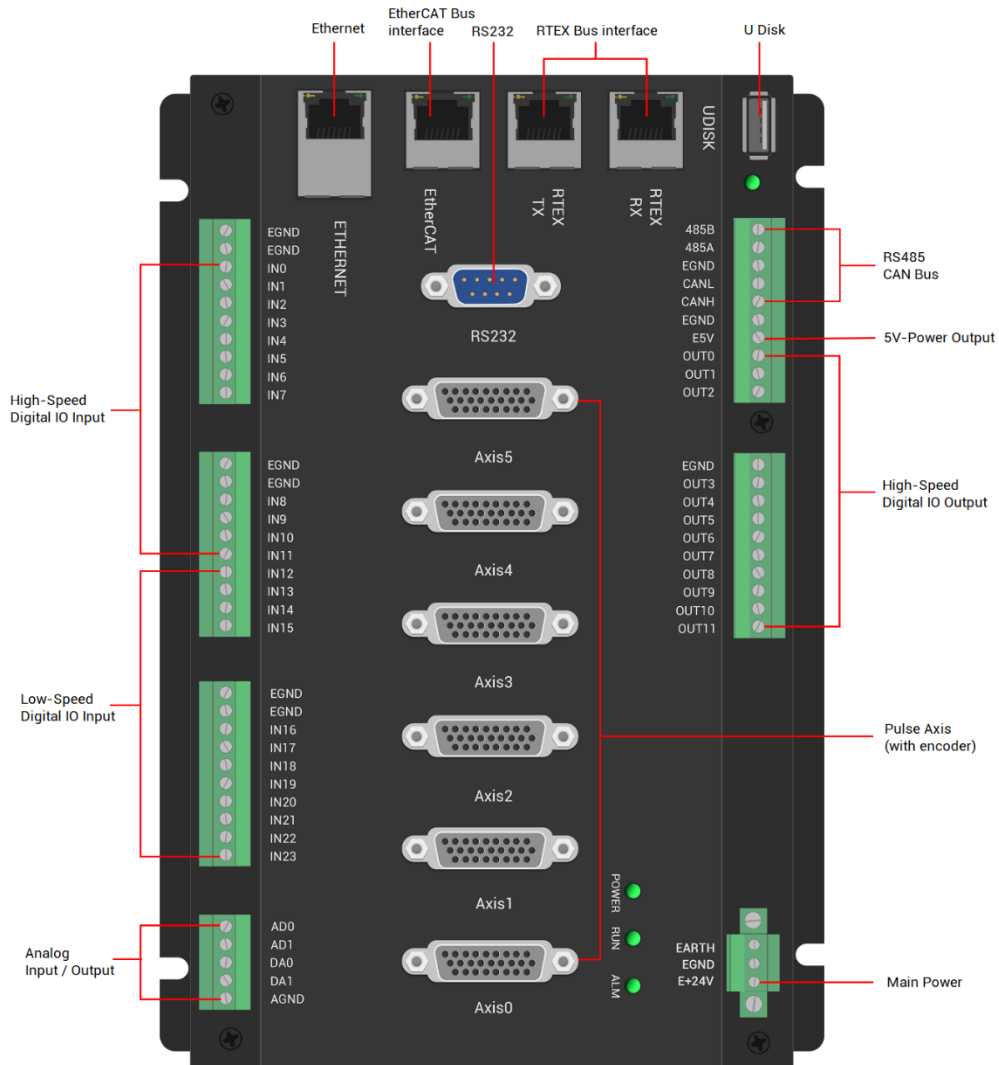 Ethernet
EtherCAT Bus
interface
RS232
RTEX Bus interface
U Disk
UDISK
ETHERNET
EtherCAT
RTEX
TX
RTEX
RX
RS232
EGND
EGND
IN0
IN1
IN2
IN3
IN4
IN5
IN6
IN7
High-Speed
Digital IO Input
EGND
EGND
IN8
IN9
IN10
IN11
IN12
IN13
IN14
IN15
Low-Speed
Digital IO Input
EGND
EGND
IN16
IN17
IN18
IN19
IN20
IN21
IN22
IN23
Analog
Input / Output
AD0
AD1
DA0
DA1
AGND
Axis5
Axis4
Axis3
Axis2
Axis1
Axis0
POWER
RUN
ALM
485B
485A
EGND
CANL
CANH
EGND
E5V
OUT0
OUT1
OUT2
RS485
CAN Bus
5V-Power Output
EGND
OUT3
OUT4
OUT5
OUT6
OUT7
OUT8
OUT9
OUT10
OUT11
High-Speed
Digital IO Output
Pulse Axis
(with encoder)
EARTH
EGND
E+24V
Main Power